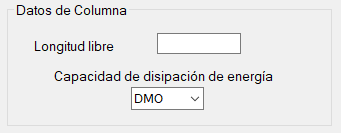 Datos de Columna
Longitud libre
Capacidad de disipación de energía
DMO